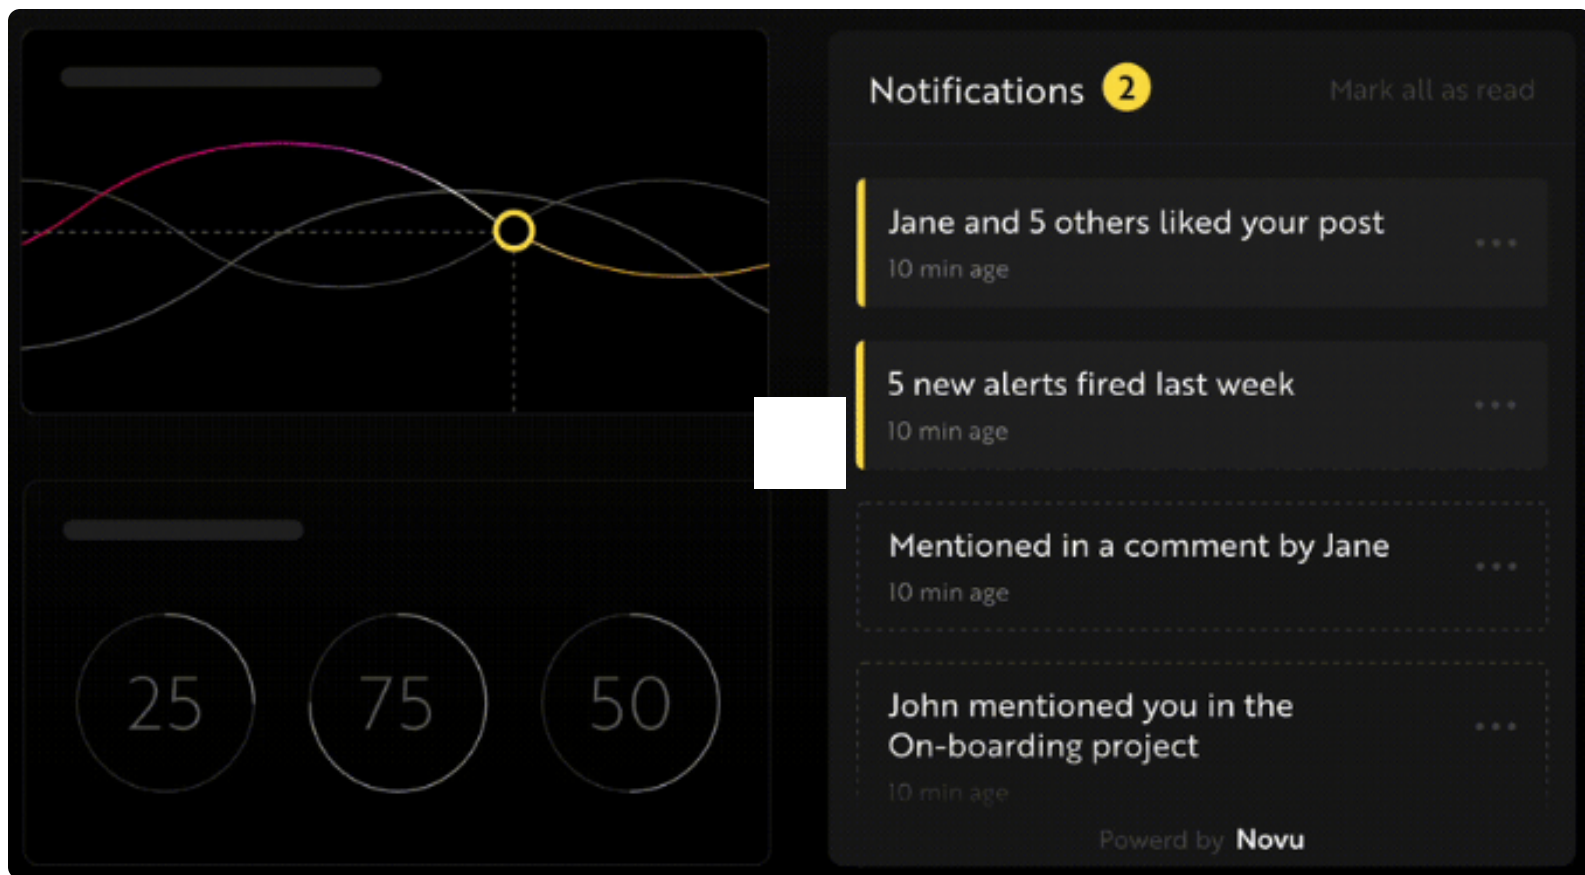 Notifications 2 Mark all as read
Jane and 5 others liked your post
10 min age
5 new alerts fired last week
10 min age
Mentioned in a comment by Jane
10 min age
John mentioned you in the
On-boarding project
10 min age
Powerd by Novu
25 75 50